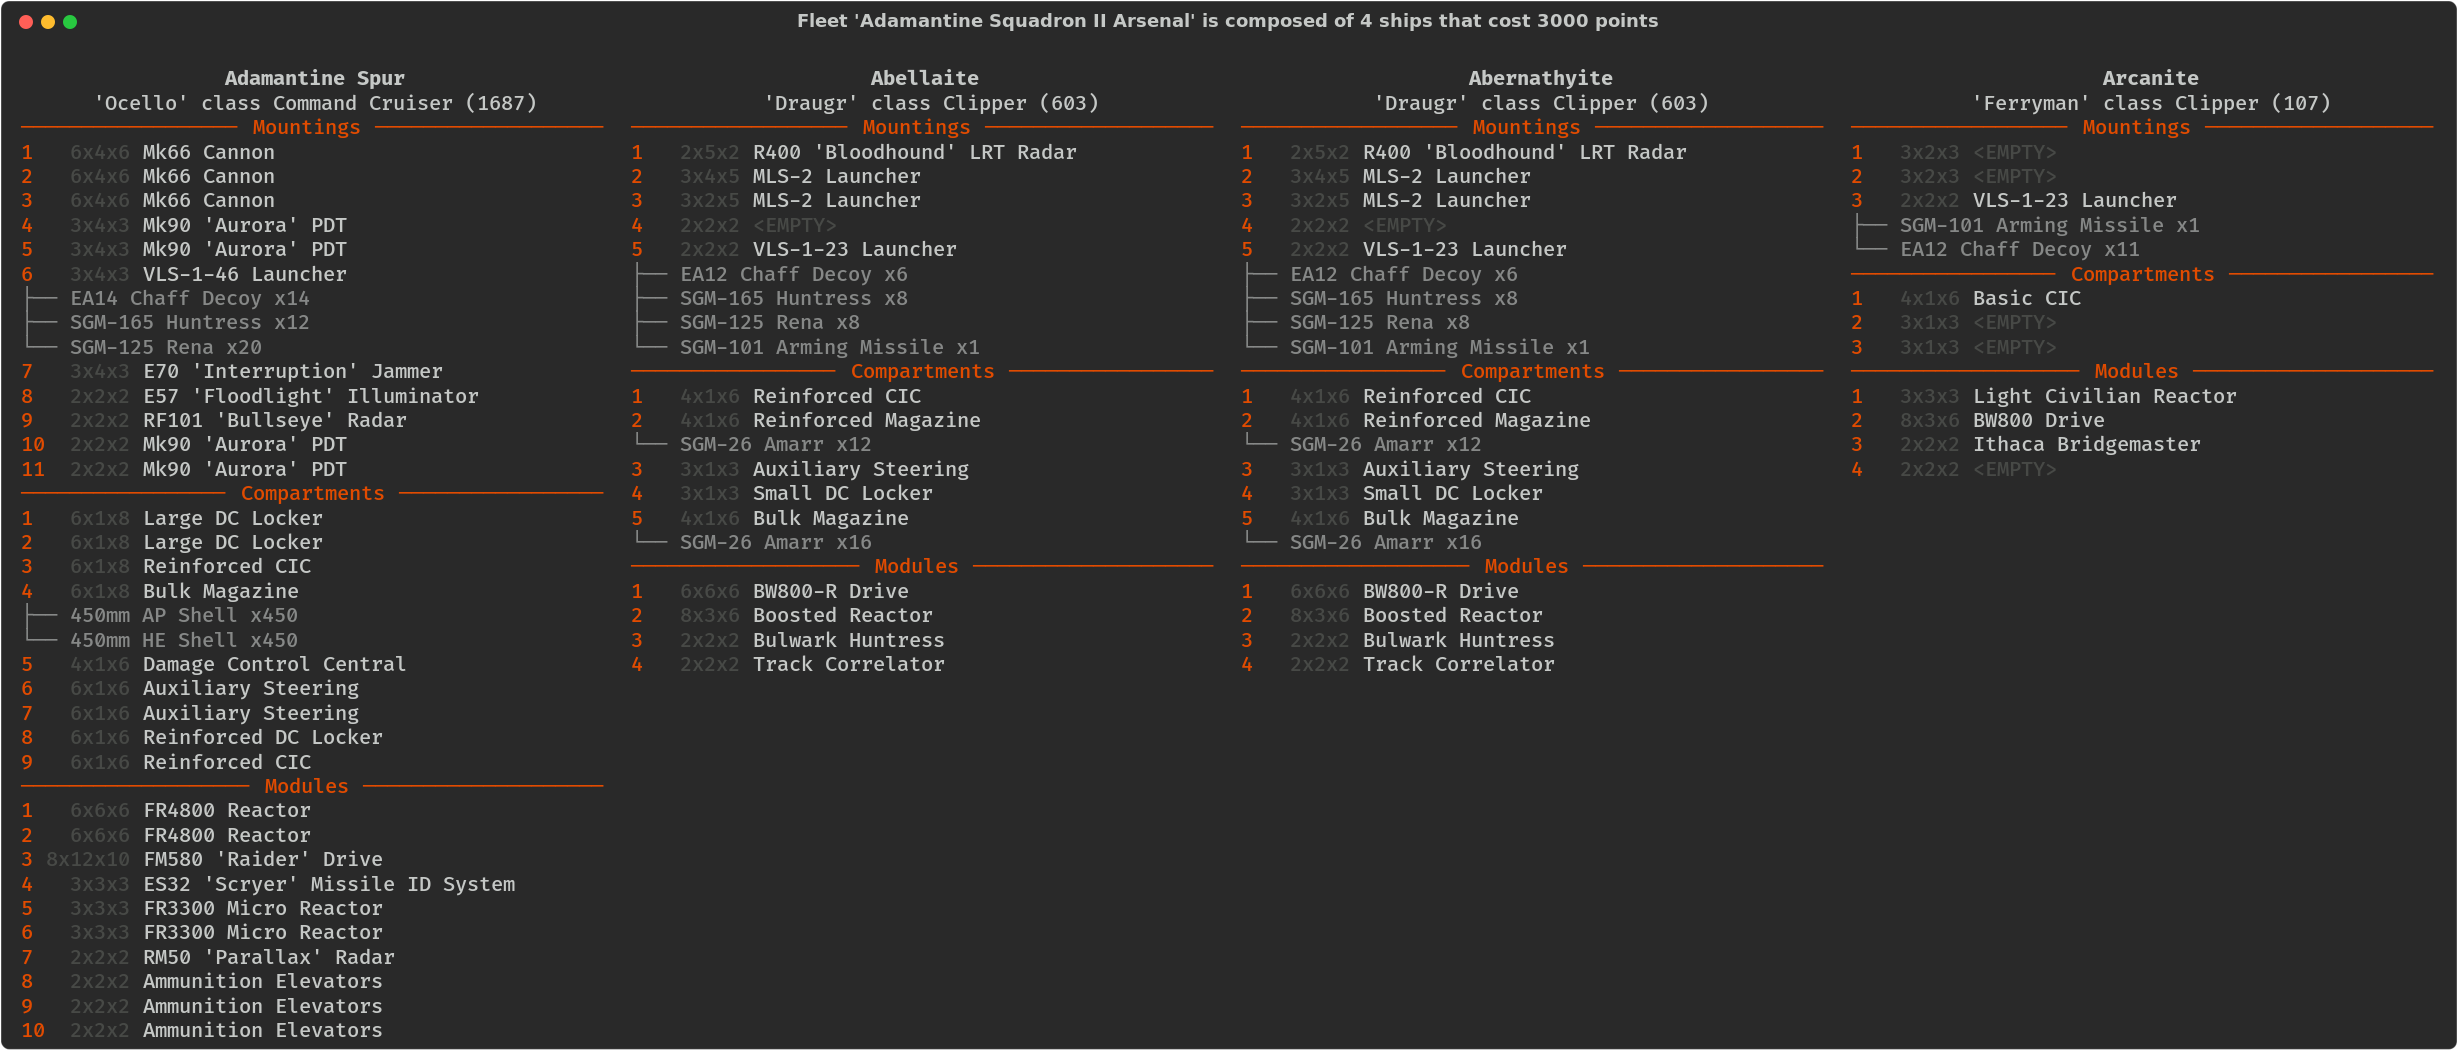 Fleet 'Adamantine Squadron II Arsenal' is composed of 4 ships that cost 3000 points
Adamantine Spur
'Ocello' class Command Cruiser (1687)
Mountings
1 6x4x6 Mk66 Cannon
2 6x4x6 Mk66 Cannon
3 6x4x6 Mk66 Cannon
4 3x4x3 Mk90 'Aurora' PDT
5 3x4x3 Mk90 'Aurora' PDT
6 3x4x3 VLS-1-46 Launcher
EA14 Chaff Decoy x14
SGM-165 Huntress x12
SGM-125 Rena x20
7 3x4x3 E70 'Interruption' Jammer
8 2x2x2 E57 'Floodlight' Illuminator
9 2x2x2 RF101 'Bullseye' Radar
10 2x2x2 Mk90 'Aurora' PDT
11 2x2x2 Mk90 'Aurora' PDT
Compartments
1 6x1x8 Large DC Locker
2 6x1x8 Large DC Locker
3 6x1x8 Reinforced CIC
4 6x1x8 Bulk Magazine
450mm AP Shell x450
450mm HE Shell x450
5 4x1x6 Damage Control Central
6 6x1x6 Auxiliary Steering
7 6x1x6 Auxiliary Steering
8 6x1x6 Reinforced DC Locker
9 6x1x6 Reinforced CIC
Modules
1 6x6x6 FR4800 Reactor
2 6x6x6 FR4800 Reactor
3 8x12x10 FM580 'Raider' Drive
4 3x3x3 ES32 'Scryer' Missile ID System
5 3x3x3 FR3300 Micro Reactor
6 3x3x3 FR3300 Micro Reactor
7 2x2x2 RM50 'Parallax' Radar
8 2x2x2 Ammunition Elevators
9 2x2x2 Ammunition Elevators
10 2x2x2 Ammunition Elevators
Abellaite
'Draugr' class Clipper (603)
Mountings
1 2x5x2 R400 'Bloodhound' LRT Radar
2 3x4x5 MLS-2 Launcher
3 3x2x5 MLS-2 Launcher
4 2x2x2 <EMPTY>
5 2x2x2 VLS-1-23 Launcher
EA12 Chaff Decoy x6
SGM-165 Huntress x8
SGM-125 Rena x8
SGM-101 Arming Missile x1
Compartments
1 4x1x6 Reinforced CIC
2 4x1x6 Reinforced Magazine
SGM-26 Amarr x12
3 3x1x3 Auxiliary Steering
4 3x1x3 Small DC Locker
5 4x1x6 Bulk Magazine
SGM-26 Amarr x16
Modules
1 6x6x6 BW800-R Drive
2 8x3x6 Boosted Reactor
3 2x2x2 Bulwark Huntress
4 2x2x2 Track Correlator
Abernathyite
'Draugr' class Clipper (603)
Mountings
1 2x5x2 R400 'Bloodhound' LRT Radar
2 3x4x5 MLS-2 Launcher
3 3x2x5 MLS-2 Launcher
4 2x2x2 <EMPTY>
5 2x2x2 VLS-1-23 Launcher
EA12 Chaff Decoy x6
SGM-165 Huntress x8
SGM-125 Rena x8
SGM-101 Arming Missile x1
Compartments
1 4x1x6 Reinforced CIC
2 4x1x6 Reinforced Magazine
SGM-26 Amarr x12
3 3x1x3 Auxiliary Steering
4 3x1x3 Small DC Locker
5 4x1x6 Bulk Magazine
SGM-26 Amarr x16
Modules
1 6x6x6 BW800-R Drive
2 8x3x6 Boosted Reactor
3 2x2x2 Bulwark Huntress
4 2x2x2 Track Correlator
Arcanite
'Ferryman' class Clipper (107)
Mountings
1 3x2x3 <EMPTY>
2 3x2x3 <EMPTY>
3 2x2x2 VLS-1-23 Launcher
SGM-101 Arming Missile x1
EA12 Chaff Decoy x11
Compartments
1 4x1x6 Basic CIC
2 3x1x3 <EMPTY>
3 3x1x3 <EMPTY>
Modules
1 3x3x3 Light Civilian Reactor
2 8x3x6 BW800 Drive
3 2x2x2 Ithaca Bridgemaster
4 2x2x2 <EMPTY>